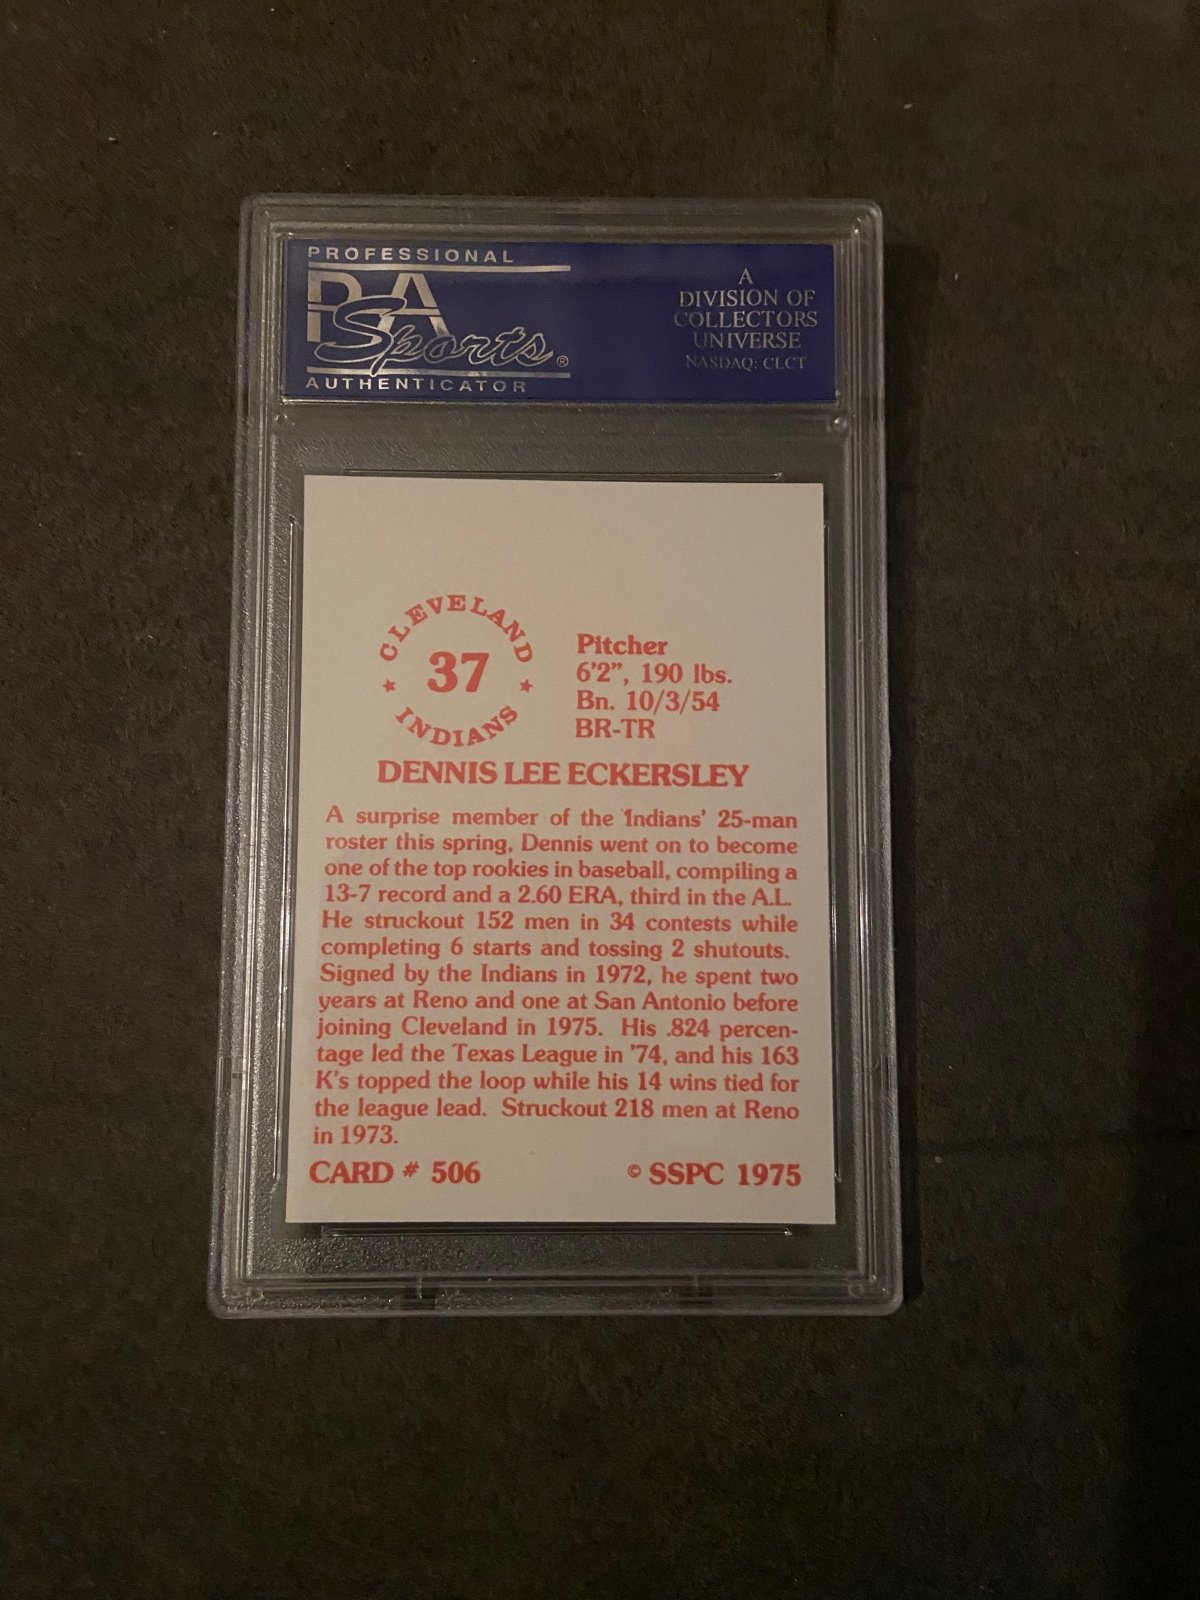 PROFESSIONAL
PSA
Sports®
AUTHENTICATOR
A
DIVISION OF
COLLECTORS
UNIVERSE
NASDAQ: CLCT
CLEVELAND
37
INDIANS
Pitcher
6'2", 190 lbs.
Bn. 10/3/54
BR-TR
DENNIS LEE ECKERSLEY
A surprise member of the Indians' 25-man
roster this spring, Dennis went on to become
one of the top rookies in baseball, compiling a
13-7 record and a 2.60 ERA, third in the A.L.
He struckout 152 men in 34 contests while
completing 6 starts and tossing 2 shutouts.
Signed by the Indians in 1972, he spent two
years at Reno and one at San Antonio before
joining Cleveland in 1975. His .824 percen-
tage led the Texas League in '74, and his 163
K's topped the loop while his 14 wins tied for
the league lead. Struckout 218 men at Reno
in 1973.
CARD # 506
© SSPC 1975